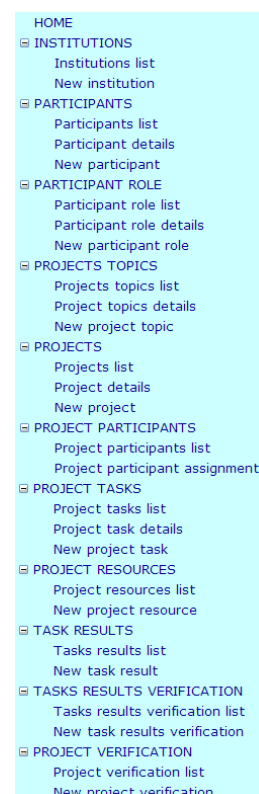 HOME
INSTITUTIONS
Institutions list
New institution
PARTICIPANTS
Participants list
Participant details
New participant
PARTICIPANT ROLE
Participant role list
Participant role details
New participant role
PROJECTS TOPICS
Projects topics list
Project topics details
New project topic
PROJECTS
Projects list
Project details
New project
PROJECT PARTICIPANTS
Project participants list
Project participant assignment
PROJECT TASKS
Project tasks list
Project task details
New project task
PROJECT RESOURCES
Project resources list
New project resource
TASK RESULTS
Tasks results list
New task result
TASKS RESULTS VERIFICATION
Tasks results verification list
New task results verification
PROJECT VERIFICATION
Project verification list
New project verification